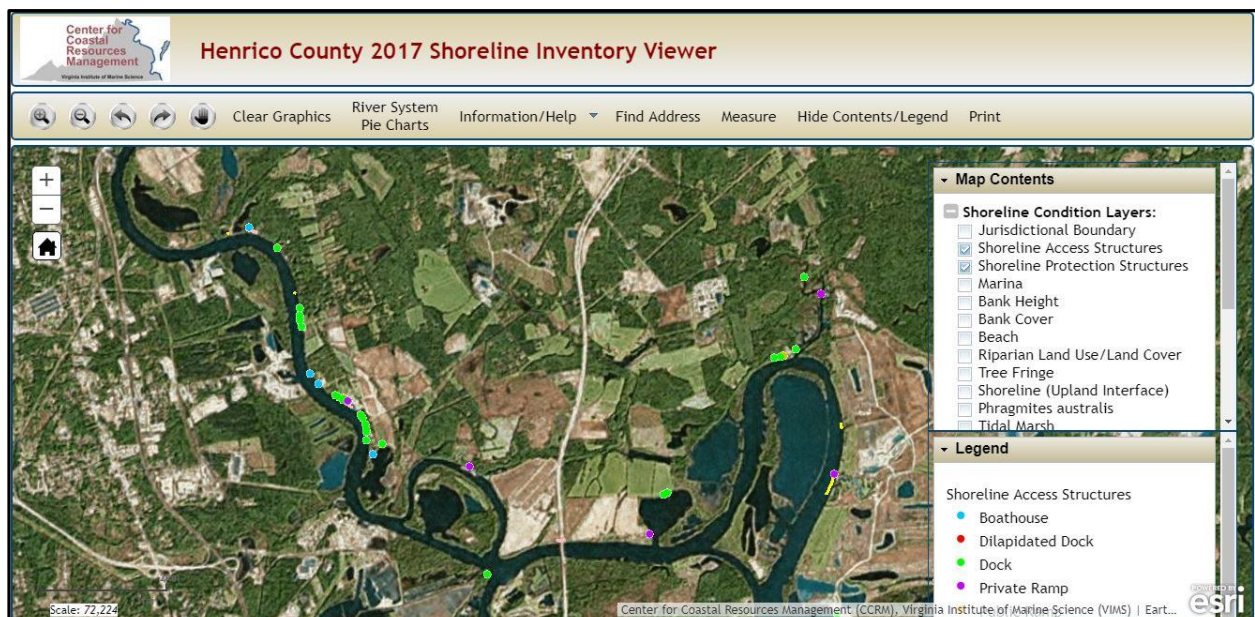 Center for
Coastal
Resources
Management
Virginia Institute of Marine Science
Henrico County 2017 Shoreline Inventory Viewer
Clear Graphics
River System
Pie Charts
Information/Help
Find Address
Measure
Hide Contents/Legend
Print
+
−
Map Contents
Shoreline Condition Layers:
Jurisdictional Boundary
Shoreline Access Structures
Shoreline Protection Structures
Marina
Bank Height
Bank Cover
Beach
Riparian Land Use/Land Cover
Tree Fringe
Shoreline (Upland Interface)
Phragmites australis
Tidal Marsh
Legend
Shoreline Access Structures
Boathouse
Dilapidated Dock
Dock
Private Ramp
Scale: 72,224
Center for Coastal Resources Management (CCRM), Virginia Institute of Marine Science (VIMS) | Eart...
POWERED BY
esri